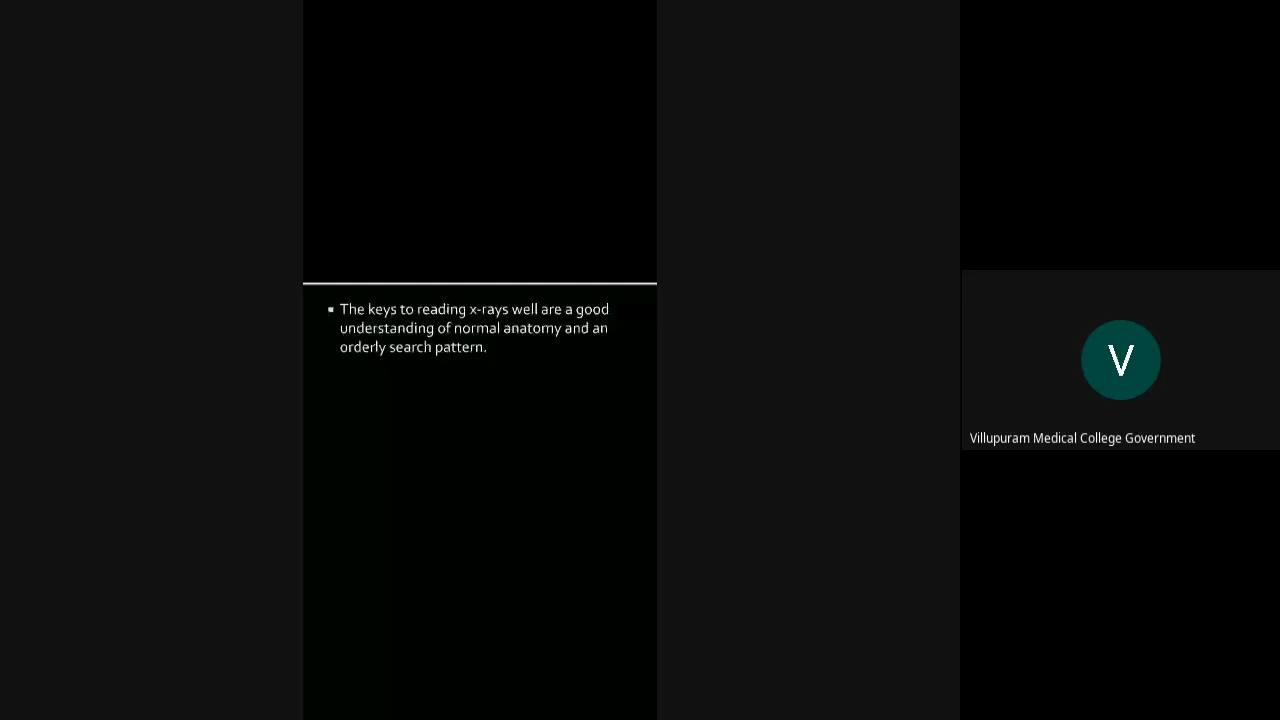 ▪ The keys to reading x-rays well are a good
understanding of normal anatomy and an
orderly search pattern.
V
Villupuram Medical College Government